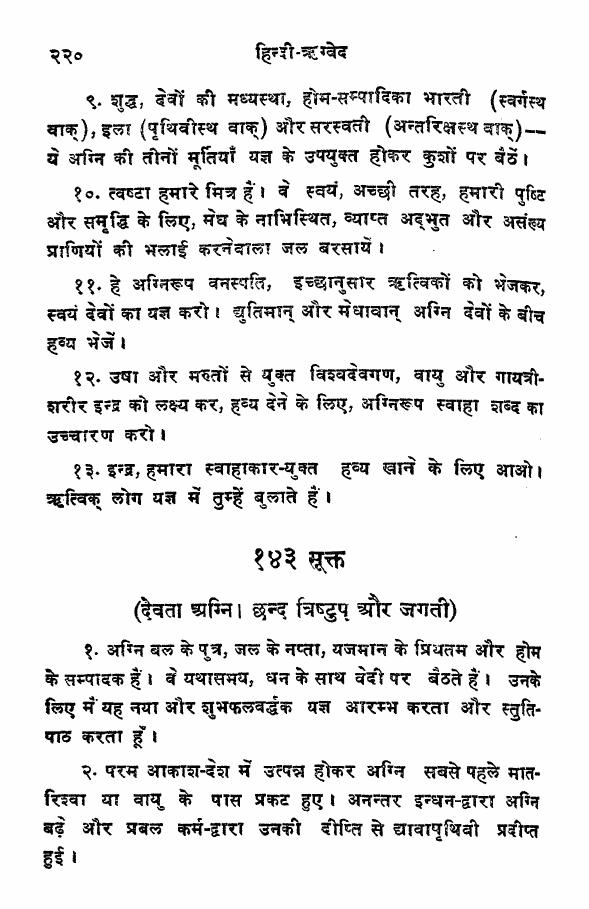 २२०
हिन्दी-ऋग्वेद
९. शुद्ध, देवों की मध्यस्था, होम-सम्पादिका भारती (स्वर्गस्थ
वाक्), इला (पृथिवीस्थ वाक्) और सरस्वती (अन्तरिक्षस्थ वाक्)--
ये अग्नि की तीनों मूर्तियाँ यज्ञ के उपयुक्त होकर कुशों पर बैठें।
१०. त्वष्टा हमारे मित्र हैं। वे स्वयं, अच्छी तरह, हमारी पुष्टि
और समृद्धि के लिए, मेघ के नाभिस्थित, व्याप्त अद्भुत और असंख्य
प्राणियों की भलाई करनेवाला जल बरसायें।
११. हे अग्निरूप वनस्पति, इच्छानुसार ऋत्विकों को भेजकर,
स्वयं देवों का यज्ञ करो। द्युतिमान् और मेधावान् अग्नि देवों के बीच
हव्य भेजें।
१२. उषा और मरुतों से युक्त विश्वदेवगण, वायु और गायत्री-
शरीर इन्द्र को लक्ष्य कर, हव्य देने के लिए, अग्निरूप स्वाहा शब्द का
उच्चारण करो।
१३. इन्द्र, हमारा स्वाहाकार-युक्त हव्य खाने के लिए आओ।
ऋत्विक् लोग यज्ञ में तुम्हें बुलाते हैं।
१४३ सूक्त
(देवता अग्नि। छन्द त्रिष्टुप् और जगती)
१. अग्नि बल के पुत्र, जल के नप्ता, यजमान के प्रियतम और होम
के सम्पादक हैं। वे यथासमय, धन के साथ वेदी पर बैठते हैं। उनके
लिए मैं यह नया और शुभफलवर्द्धक यज्ञ आरम्भ करता और स्तुति-
पाठ करता हूँ।
२. परम आकाश-देश में उत्पन्न होकर अग्नि सबसे पहले मात-
रिश्वा या वायु के पास प्रकट हुए। अनन्तर इन्धन-द्वारा अग्नि
बढ़े और प्रबल कर्म-द्वारा उनकी दीप्ति से द्यावापृथिवी प्रदीप्त
हुई।